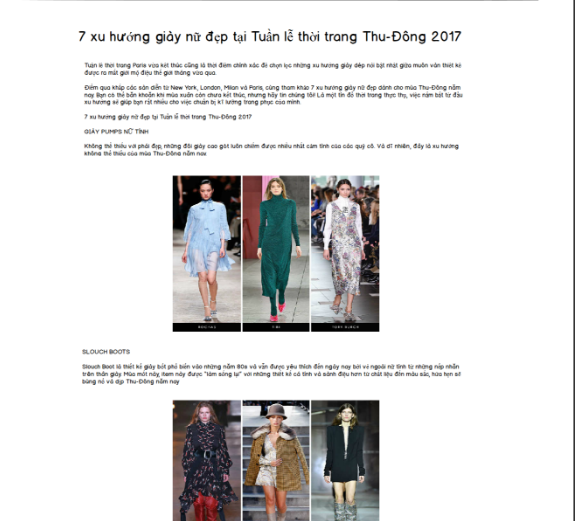 7 xu hướng giày nữ đẹp tại Tuần lễ thời trang Thu-Đông 2017
Tuần lễ thời trang Paris vừa kết thúc cũng là thời điểm chính xác để chọn lọc những xu hướng giày dép nổi bật nhất giữa muôn vàn thiết kế
được ra mắt giới mộ điệu thế giới tháng vừa qua.
Điểm qua khắp các sàn diễn từ New York, London, Milan và Paris, cùng tham khảo 7 xu hướng giày nữ đẹp dành cho mùa Thu-Đông năm
nay. Bạn có thể băn khoăn khi mùa xuân còn chưa kết thúc, nhưng hãy tin chúng tôi! Là một tín đồ thời trang thực thụ, việc nắm bắt từ đầu
xu hướng sẽ giúp bạn rất nhiều cho việc chuẩn bị kĩ lưỡng trang phục của mình.
7 xu hướng giày nữ đẹp tại Tuần lễ thời trang Thu-Đông 2017
GIÀY PUMPS NỮ TÍNH
Không thể thiếu với phái đẹp, những đôi giày cao gót luôn chiếm được nhiều nhất cảm tình của các quý cô. Và dĩ nhiên, đây là xu hướng
không thể thiếu của mùa Thu-Đông năm nay.
TORY BURCH
SLOUCH BOOTS
Slouch Boot là thiết kế giày bốt phổ biến vào những năm 80s và vẫn được yêu thích đến ngày nay bởi vẻ ngoài nữ tính từ những nếp nhăn
trên thân giày. Mùa mốt này, item này được "làm sống lại" với những thiết kế cá tính và sành điệu hơn từ chất liệu đến màu sắc, hứa hẹn sẽ
bùng nổ vào dịp Thu-Đông năm nay.